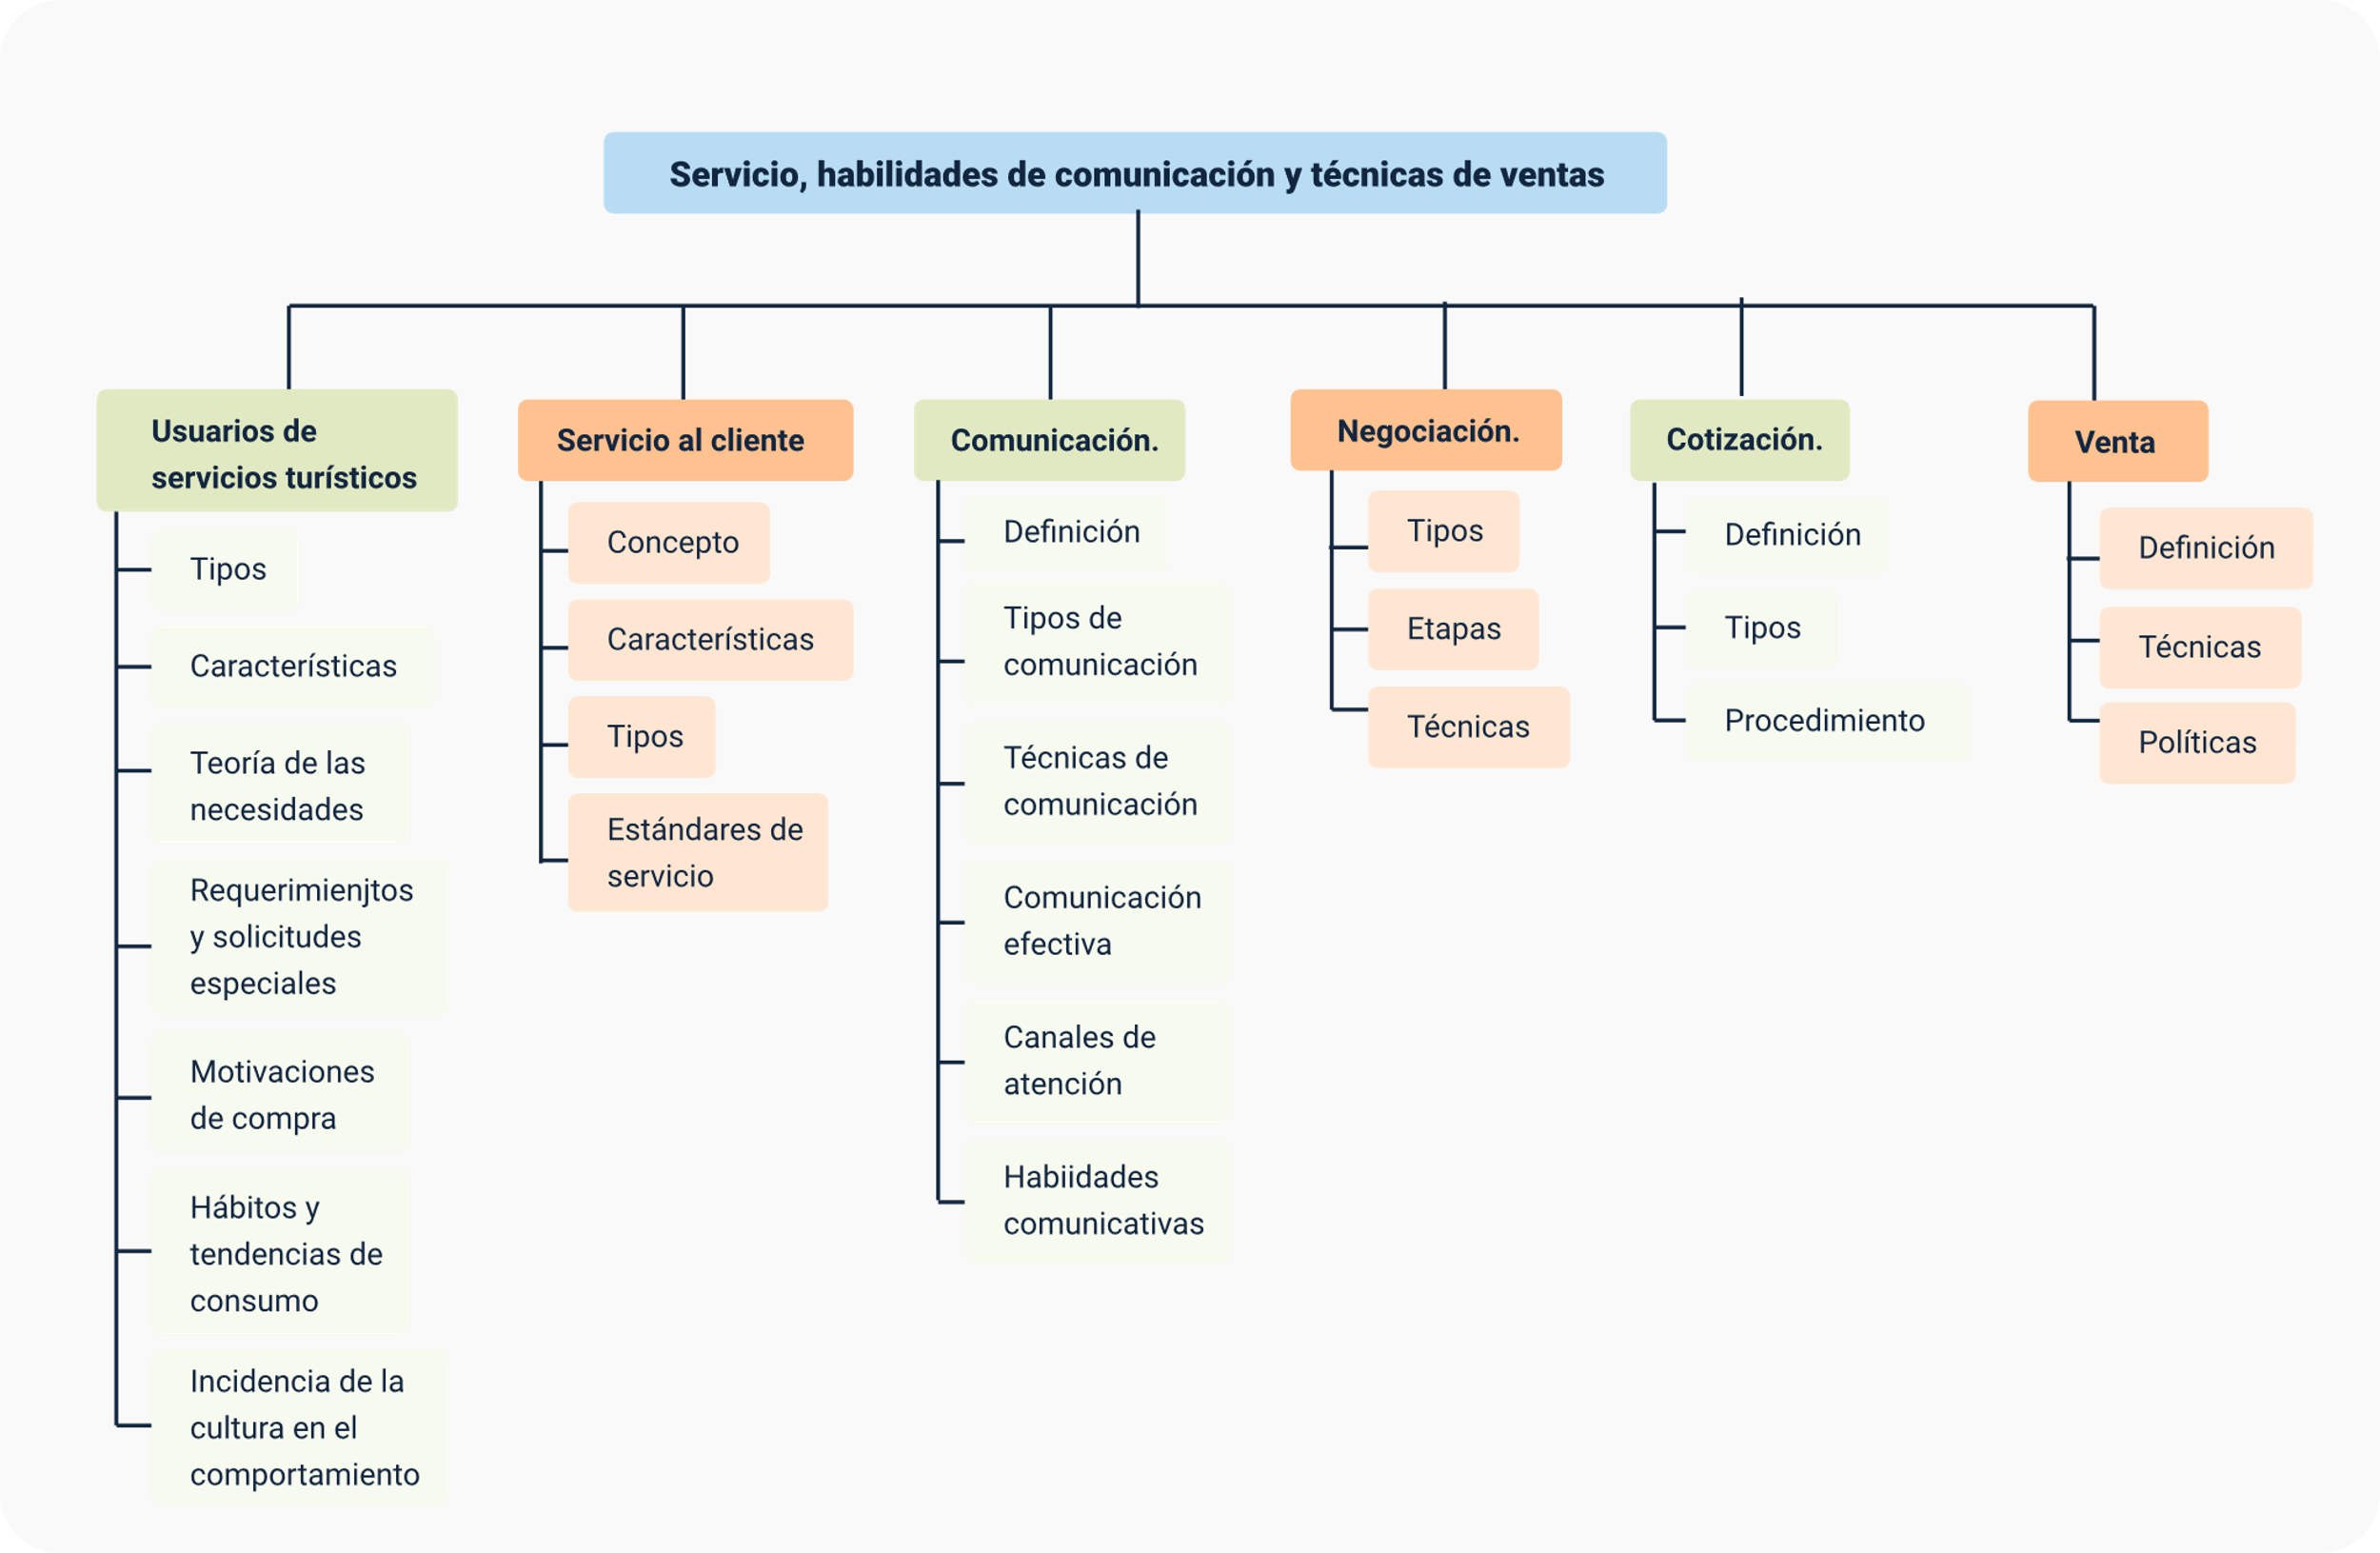 Servicio, habilidades de comunicación y técnicas de ventas
Usuarios de
servicios turísticos
Tipos
Características
Teoría de las
necesidades
Requerimienjtos
y solicitudes
especiales
Motivaciones
de compra
Hábitos y
tendencias de
consumo
Incidencia de la
cultura en el
comportamiento
Servicio al cliente
Concepto
Características
Tipos
Estándares de
servicio
Comunicación.
Definición
Tipos de
comunicación
Técnicas de
comunicación
Comunicación
efectiva
Canales de
atención
Habiidades
comunicativas
Negociación.
Tipos
Etapas
Técnicas
Cotización.
Definición
Tipos
Procedimiento
Venta
Definición
Técnicas
Políticas